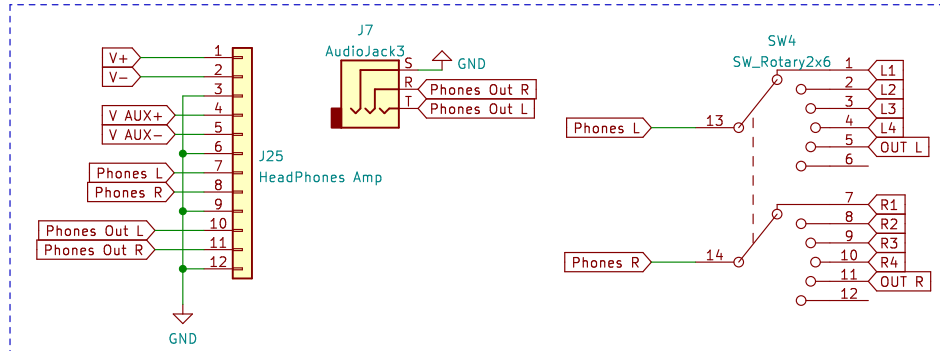 V+
V-
V AUX+
V AUX-
Phones L
Phones R
Phones Out L
Phones Out R
1
2
3
4
5
6
7
8
9
10
11
12
J25
HeadPhones Amp
GND
J7
AudioJack3
S
R
T
GND
Phones Out R
Phones Out L
SW4
SW_Rotary2x6
Phones L
13
1
L1
2
L2
3
L3
4
L4
5
OUT L
6
Phones R
14
7
R1
8
R2
9
R3
10
R4
11
OUT R
12